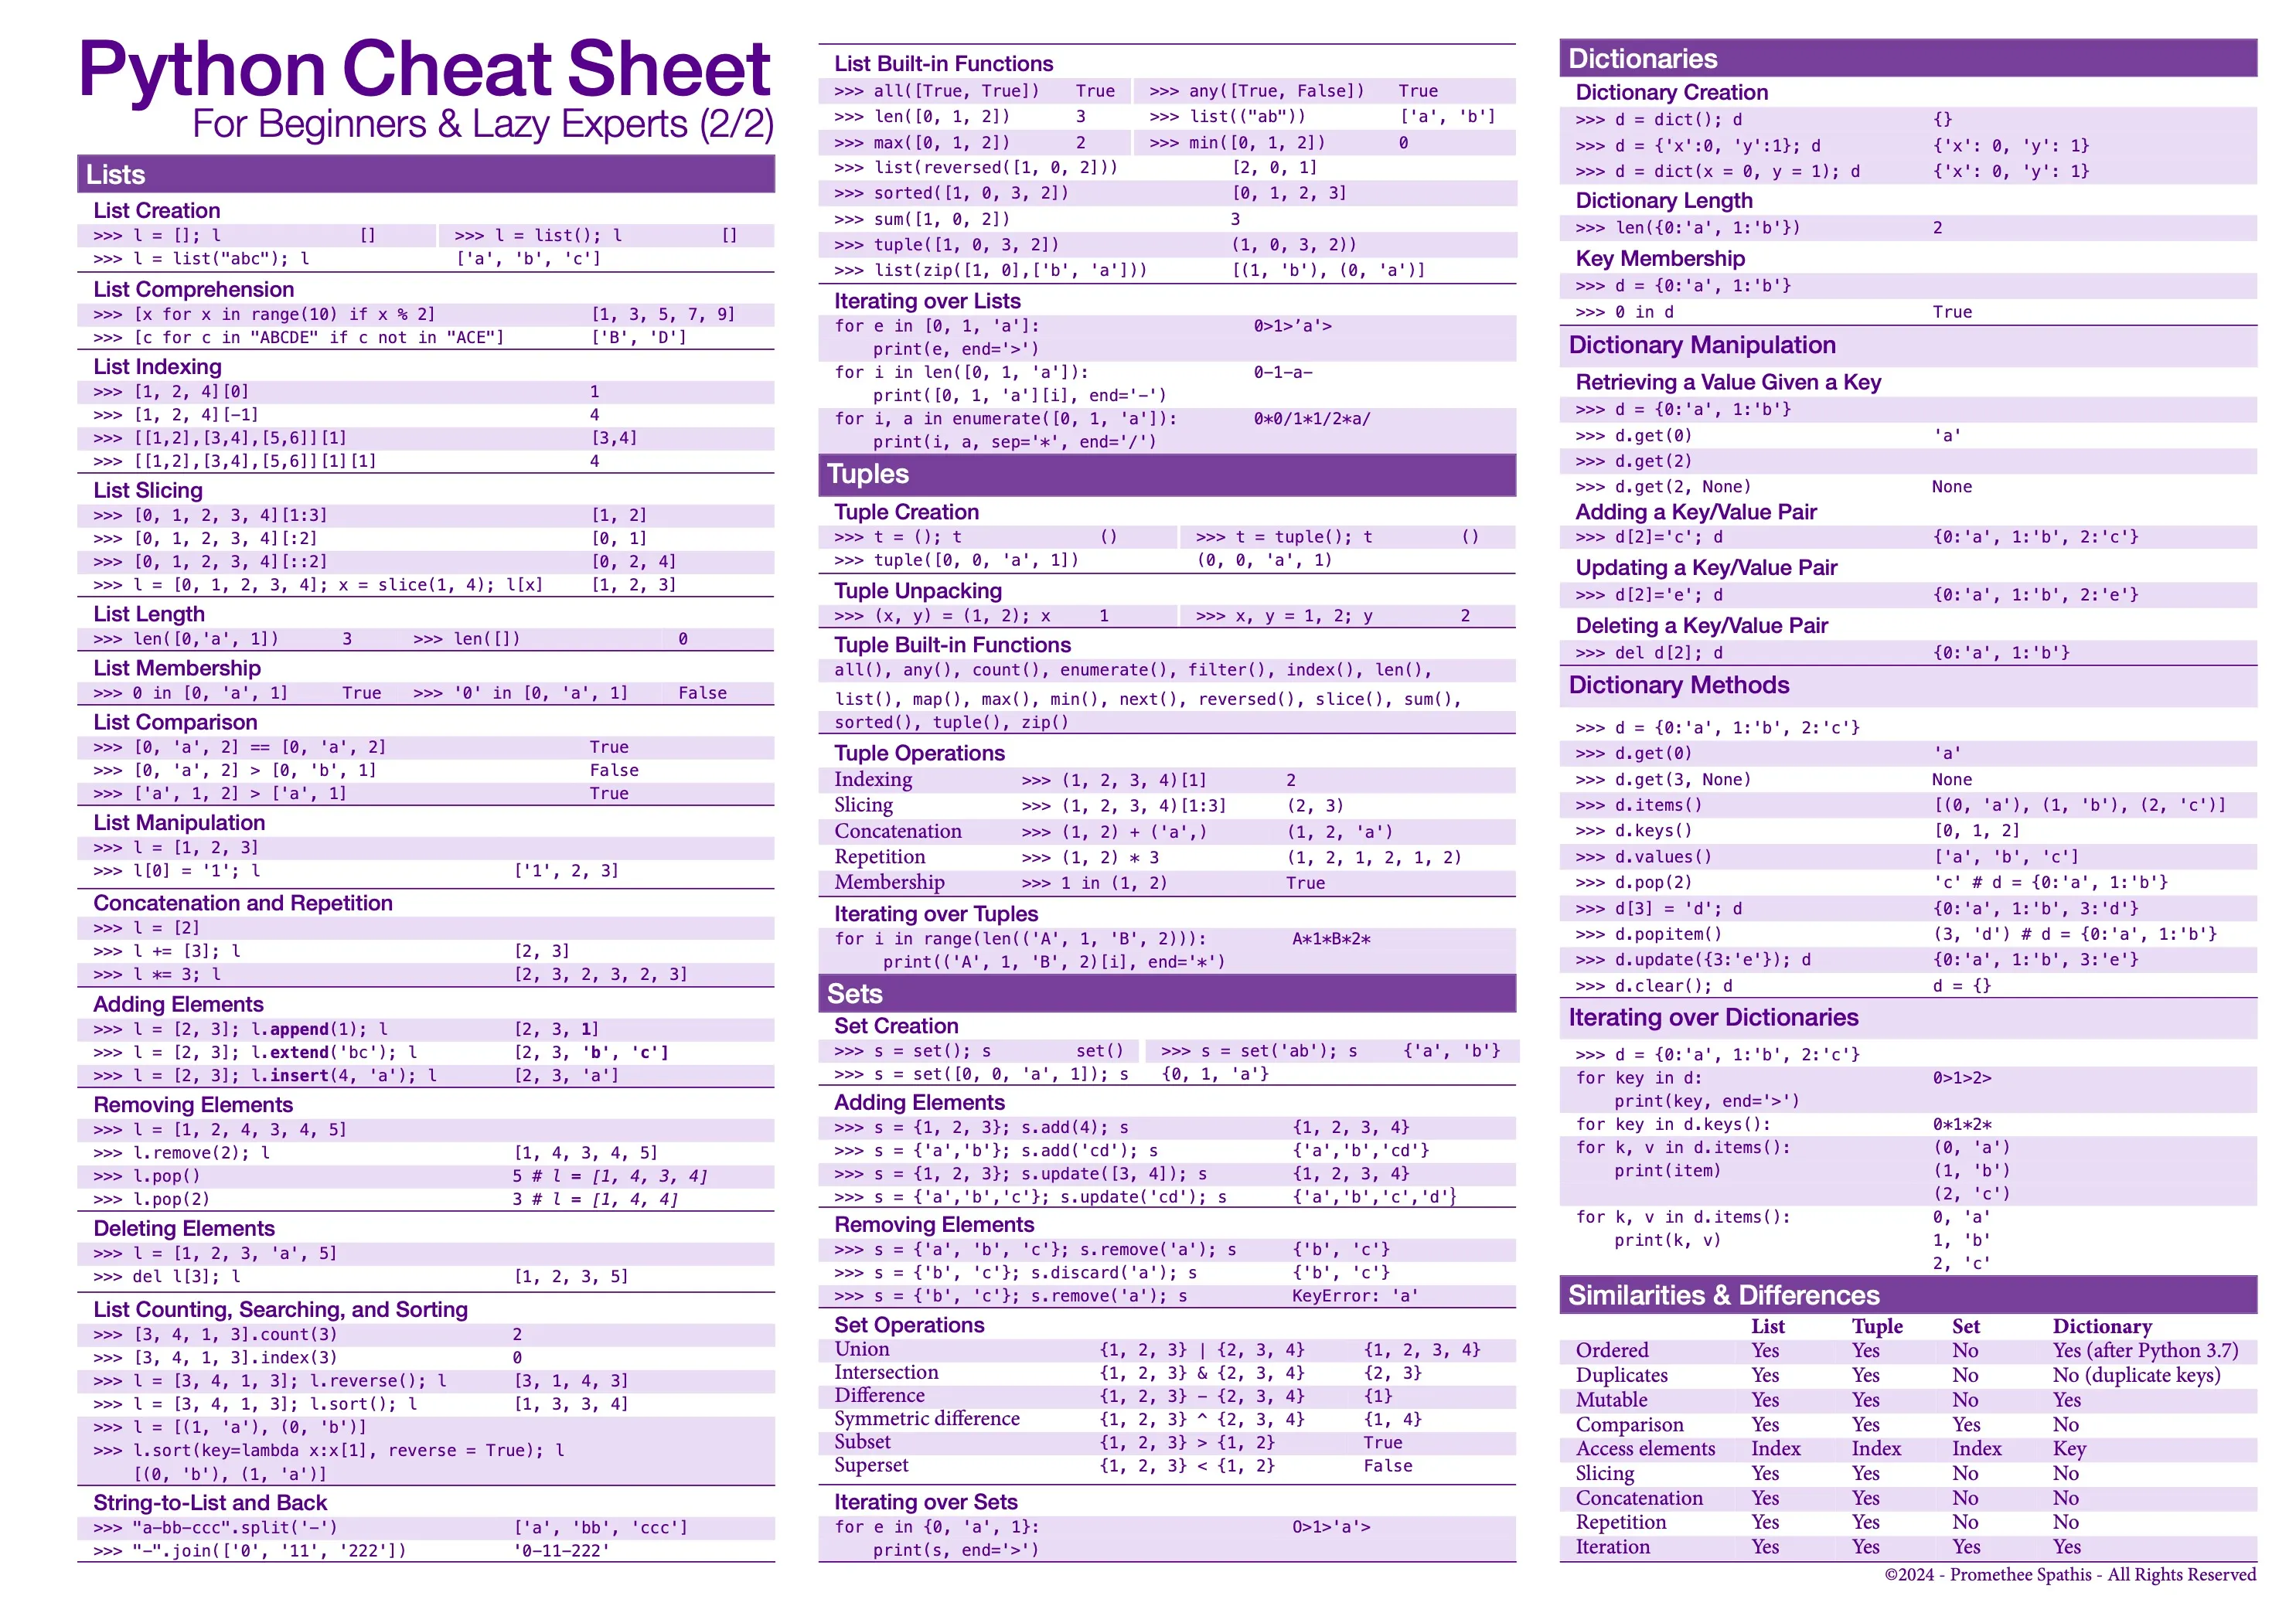 Python Cheat Sheet
For Beginners & Lazy Experts (2/2)
Lists
List Creation
>>> l = []; l [] >>> l = list(); l []
>>> l = list("abc"); l ['a', 'b', 'c']
List Comprehension
>>> [x for x in range(10) if x % 2] [1, 3, 5, 7, 9]
>>> [c for c in "ABCDE" if c not in "ACE"] ['B', 'D']
List Indexing
>>> [1, 2, 4][0] 1
>>> [1, 2, 4][-1] 4
>>> [[1,2],[3,4],[5,6]][1] [3,4]
>>> [[1,2],[3,4],[5,6]][1][1] 4
List Slicing
>>> [0, 1, 2, 3, 4][1:3] [1, 2]
>>> [0, 1, 2, 3, 4][:2] [0, 1]
>>> [0, 1, 2, 3, 4][::2] [0, 2, 4]
>>> l = [0, 1, 2, 3, 4]; x = slice(1, 4); l[x] [1, 2, 3]
List Length
>>> len([0,'a', 1]) 3 >>> len([]) 0
List Membership
>>> 0 in [0, 'a', 1] True >>> '0' in [0, 'a', 1] False
List Comparison
>>> [0, 'a', 2] == [0, 'a', 2] True
>>> [0, 'a', 2] > [0, 'b', 1] False
>>> ['a', 1, 2] > ['a', 1] True
List Manipulation
>>> l = [1, 2, 3]
>>> l[0] = '1'; l ['1', 2, 3]
Concatenation and Repetition
>>> l = [2]
>>> l += [3]; l [2, 3]
>>> l *= 3; l [2, 3, 2, 3, 2, 3]
Adding Elements
>>> l = [2, 3]; l.append(1); l [2, 3, 1]
>>> l = [2, 3]; l.extend('bc'); l [2, 3, 'b', 'c']
>>> l = [2, 3]; l.insert(4, 'a'); l [2, 3, 'a']
Removing Elements
>>> l = [1, 2, 4, 3, 4, 5]
>>> l.remove(2); l [1, 4, 3, 4, 5]
>>> l.pop() 5 # l = [1, 4, 3, 4]
>>> l.pop(2) 3 # l = [1, 4, 4]
Deleting Elements
>>> l = [1, 2, 3, 'a', 5]
>>> del l[3]; l [1, 2, 3, 5]
List Counting, Searching, and Sorting
>>> [3, 4, 1, 3].count(3) 2
>>> [3, 4, 1, 3].index(3) 0
>>> l = [3, 4, 1, 3]; l.reverse(); l [3, 1, 4, 3]
>>> l = [3, 4, 1, 3]; l.sort(); l [1, 3, 3, 4]
>>> l = [(1, 'a'), (0, 'b')]
>>> l.sort(key=lambda x:x[1], reverse = True); l
[(0, 'b'), (1, 'a')]
String-to-List and Back
>>> "a-bb-ccc".split('-') ['a', 'bb', 'ccc']
>>> "-".join(['0', '11', '222']) '0-11-222'
List Built-in Functions
>>> all([True, True]) True >>> any([True, False]) True
>>> len([0, 1, 2]) 3 >>> list(("ab")) ['a', 'b']
>>> max([0, 1, 2]) 2 >>> min([0, 1, 2]) 0
>>> list(reversed([1, 0, 2])) [2, 0, 1]
>>> sorted([1, 0, 3, 2]) [0, 1, 2, 3]
>>> sum([1, 0, 2]) 3
>>> tuple([1, 0, 3, 2]) (1, 0, 3, 2))
>>> list(zip([1, 0],['b', 'a'])) [(1, 'b'), (0, 'a')]
Iterating over Lists
for e in [0, 1, 'a']: 0>1>’a'>
print(e, end='>')
for i in len([0, 1, 'a']): 0-1-a-
print([0, 1, 'a'][i], end='-')
for i, a in enumerate([0, 1, 'a']): 0*0/1*1/2*a/
print(i, a, sep='*', end='/')
Tuples
Tuple Creation
>>> t = (); t () >>> t = tuple(); t ()
>>> tuple([0, 0, 'a', 1]) (0, 0, 'a', 1)
Tuple Unpacking
>>> (x, y) = (1, 2); x 1 >>> x, y = 1, 2; y 2
Tuple Built-in Functions
all(), any(), count(), enumerate(), filter(), index(), len(),
list(), map(), max(), min(), next(), reversed(), slice(), sum(),
sorted(), tuple(), zip()
Tuple Operations
Indexing >>> (1, 2, 3, 4)[1] 2
Slicing >>> (1, 2, 3, 4)[1:3] (2, 3)
Concatenation >>> (1, 2) + ('a',) (1, 2, 'a')
Repetition >>> (1, 2) * 3 (1, 2, 1, 2, 1, 2)
Membership >>> 1 in (1, 2) True
Iterating over Tuples
for i in range(len(('A', 1, 'B', 2))): A*1*B*2*
print(('A', 1, 'B', 2)[i], end='*')
Sets
Set Creation
>>> s = set(); s set() >>> s = set('ab'); s {'a', 'b'}
>>> s = set([0, 0, 'a', 1]); s {0, 1, 'a'}
Adding Elements
>>> s = {1, 2, 3}; s.add(4); s {1, 2, 3, 4}
>>> s = {'a','b'}; s.add('cd'); s {'a','b','cd'}
>>> s = {1, 2, 3}; s.update([3, 4]); s {1, 2, 3, 4}
>>> s = {'a','b','c'}; s.update('cd'); s {'a','b','c','d'}
Removing Elements
>>> s = {'a', 'b', 'c'}; s.remove('a'); s {'b', 'c'}
>>> s = {'b', 'c'}; s.discard('a'); s {'b', 'c'}
>>> s = {'b', 'c'}; s.remove('a'); s KeyError: 'a'
Set Operations
Union {1, 2, 3} | {2, 3, 4} {1, 2, 3, 4}
Intersection {1, 2, 3} & {2, 3, 4} {2, 3}
Difference {1, 2, 3} - {2, 3, 4} {1}
Symmetric difference {1, 2, 3} ^ {2, 3, 4} {1, 4}
Subset {1, 2, 3} > {1, 2} True
Superset {1, 2, 3} < {1, 2} False
Iterating over Sets
for e in {0, 'a', 1}: O>1>'a'>
print(s, end='>')
Dictionaries
Dictionary Creation
>>> d = dict(); d {}
>>> d = {'x':0, 'y':1}; d {'x': 0, 'y': 1}
>>> d = dict(x = 0, y = 1); d {'x': 0, 'y': 1}
Dictionary Length
>>> len({0:'a', 1:'b'}) 2
Key Membership
>>> d = {0:'a', 1:'b'}
>>> 0 in d True
Dictionary Manipulation
Retrieving a Value Given a Key
>>> d = {0:'a', 1:'b'}
>>> d.get(0) 'a'
>>> d.get(2)
>>> d.get(2, None) None
Adding a Key/Value Pair
>>> d[2]='c'; d {0:'a', 1:'b', 2:'c'}
Updating a Key/Value Pair
>>> d[2]='e'; d {0:'a', 1:'b', 2:'e'}
Deleting a Key/Value Pair
>>> del d[2]; d {0:'a', 1:'b'}
Dictionary Methods
>>> d = {0:'a', 1:'b', 2:'c'}
>>> d.get(0) 'a'
>>> d.get(3, None) None
>>> d.items() [(0, 'a'), (1, 'b'), (2, 'c')]
>>> d.keys() [0, 1, 2]
>>> d.values() ['a', 'b', 'c']
>>> d.pop(2) 'c' # d = {0:'a', 1:'b'}
>>> d[3] = 'd'; d {0:'a', 1:'b', 3:'d'}
>>> d.popitem() (3, 'd') # d = {0:'a', 1:'b'}
>>> d.update({3:'e'}); d {0:'a', 1:'b', 3:'e'}
>>> d.clear(); d d = {}
Iterating over Dictionaries
>>> d = {0:'a', 1:'b', 2:'c'}
for key in d: 0>1>2>
print(key, end='>')
for key in d.keys(): 0*1*2*
for k, v in d.items(): (0, 'a')
print(item) (1, 'b')
(2, 'c')
for k, v in d.items(): 0, 'a'
print(k, v) 1, 'b'
2, 'c'
Similarities & Differences
List Tuple Set Dictionary
Ordered Yes Yes No Yes (after Python 3.7)
Duplicates Yes Yes No No (duplicate keys)
Mutable Yes Yes No Yes
Comparison Yes Yes Yes No
Access elements Index Index Index Key
Slicing Yes Yes No No
Concatenation Yes Yes No No
Repetition Yes Yes No No
Iteration Yes Yes Yes Yes
©2024 - Promethee Spathis - All Rights Reserved